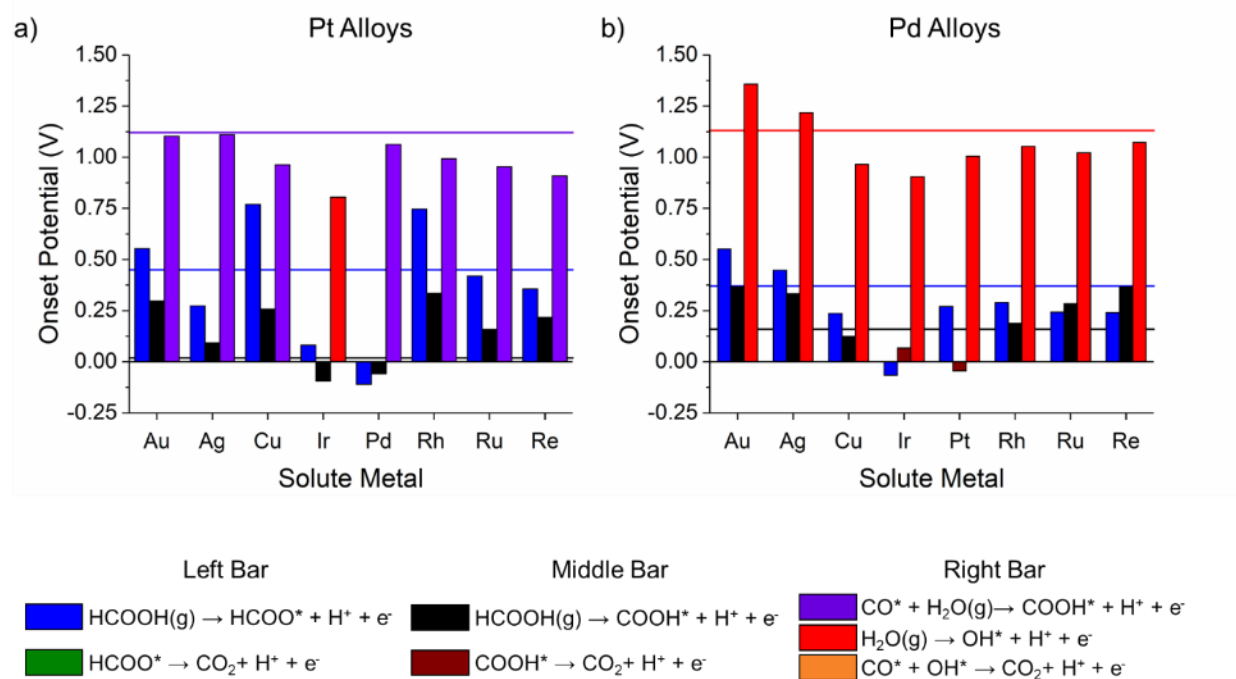 a) Pt Alloys
1.50
1.25
1.00
0.75
0.50
0.25
0.00
-0.25
Onset Potential (V)
Au Ag Cu Ir Pd Rh Ru Re
Solute Metal
b) Pd Alloys
1.50
1.25
1.00
0.75
0.50
0.25
0.00
-0.25
Onset Potential (V)
Au Ag Cu Ir Pt Rh Ru Re
Solute Metal
Left Bar
HCOOH(g) → HCOO* + H⁺ + e⁻
HCOO* → CO₂+ H⁺ + e⁻
Middle Bar
HCOOH(g) → COOH* + H⁺ + e⁻
COOH* → CO₂+ H⁺ + e⁻
Right Bar
CO* + H₂O(g)→ COOH* + H⁺ + e⁻
H₂O(g) → OH* + H⁺ + e⁻
CO* + OH* → CO₂+ H⁺ + e⁻